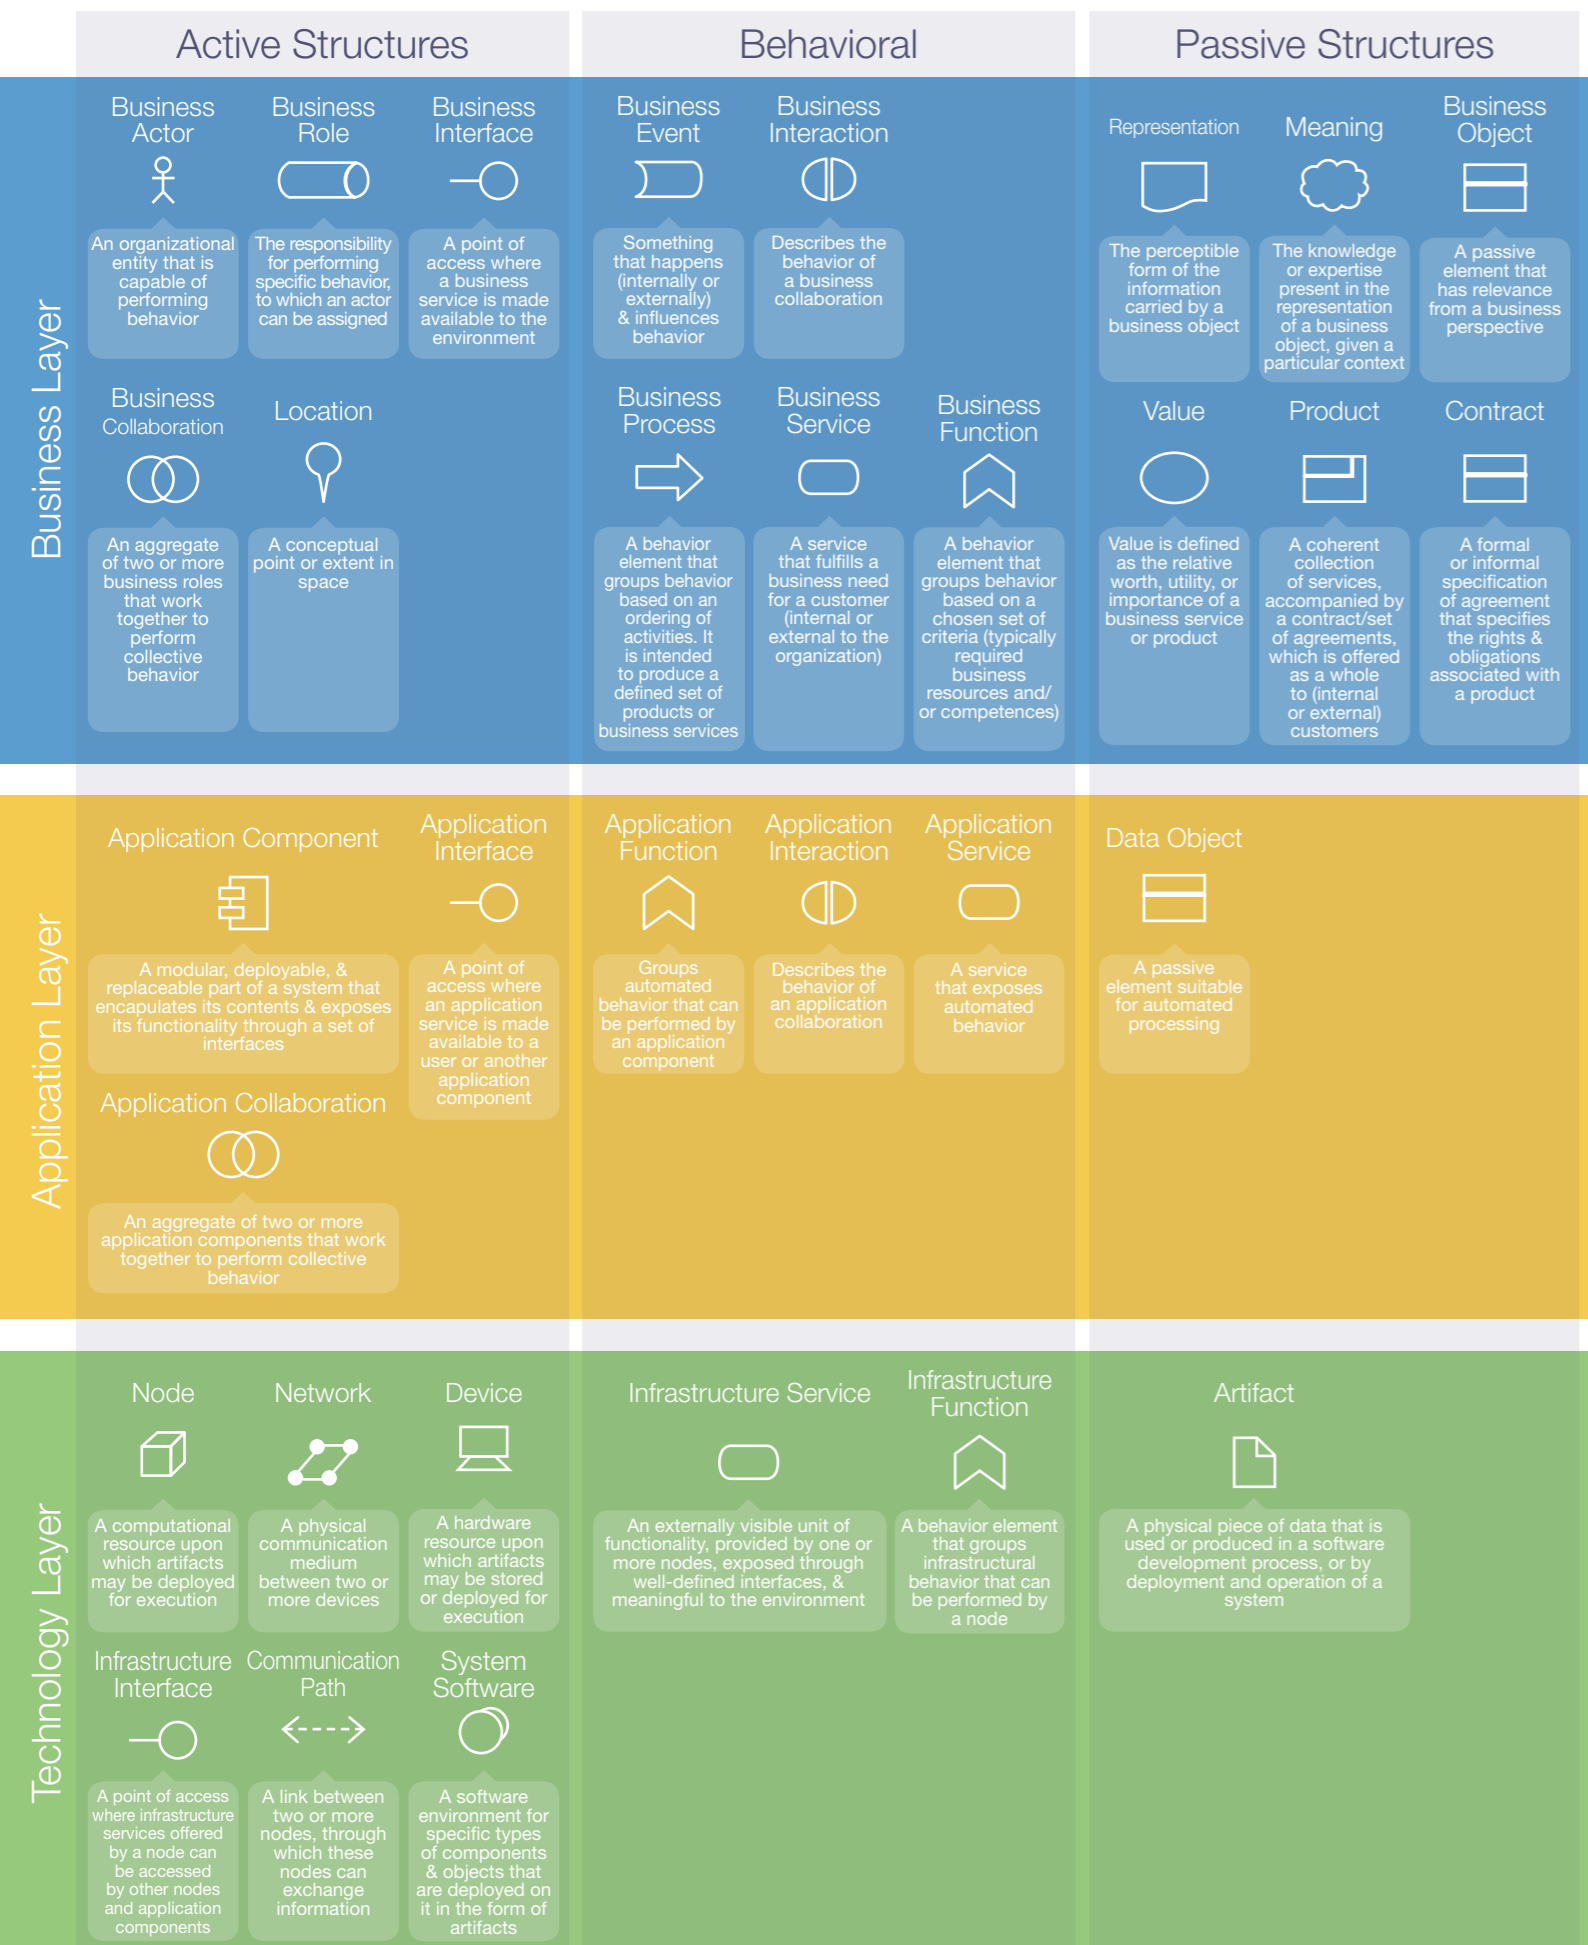 Active Structures
Behavioral
Passive Structures
Business Layer
Business
Actor
An organizational
entity that is
capable of
performing
behavior
Business
Role
The responsibility
for performing
specific behavior,
to which an actor
can be assigned
Business
Interface
A point of
access where
a business
service is made
available to the
environment
Business
Collaboration
An aggregate
of two or more
business roles
that work
together to
perform
collective
behavior
Location
A conceptual
point or extent in
space
Business
Event
Something
that happens
(internally or
externally)
& influences
behavior
Business
Interaction
Describes the
behavior of
a business
collaboration
Business
Process
A behavior
element that
groups behavior
based on an
ordering of
activities. It
is intended
to produce a
defined set of
products or
business services
Business
Service
A service
that fulfills a
business need
for a customer
(internal or
external to the
organization)
Business
Function
A behavior
element that
groups behavior
based on a
chosen set of
criteria (typically
required
business
resources and/
or competences)
Representation
The perceptible
form of the
information
carried by a
business object
Meaning
The knowledge
or expertise
present in the
representation
of a business
object, given a
particular context
Business
Object
A passive
element that
has relevance
from a business
perspective
Value
Value is defined
as the relative
worth, utility, or
importance of a
business service
or product
Product
A coherent
collection
of services,
accompanied by
a contract/set
of agreements,
which is offered
as a whole
to (internal
or external)
customers
Contract
A formal
or informal
specification
of agreement
that specifies
the rights &
obligations
associated with
a product
Application Layer
Application Component
A modular, deployable, &
replaceable part of a system that
encapulates its contents & exposes
its functionality through a set of
interfaces
Application
Interface
A point of
access where
an application
service is made
available to a
user or another
application
component
Application Collaboration
An aggregate of two or more
application components that work
together to perform collective
behavior
Application
Function
Groups
automated
behavior that can
be performed by
an application
component
Application
Interaction
Describes the
behavior of
an application
collaboration
Application
Service
A service
that exposes
automated
behavior
Data Object
A passive
element suitable
for automated
processing
Technology Layer
Node
A computational
resource upon
which artifacts
may be deployed
for execution
Network
A physical
communication
medium
between two or
more devices
Device
A hardware
resource upon
which artifacts
may be stored
or deployed for
execution
Infrastructure
Interface
A point of access
where infrastructure
services offered
by a node can
be accessed
by other nodes
and application
components
Communication
Path
A link between
two or more
nodes, through
which these
nodes can
exchange
information
System
Software
A software
environment for
specific types
of components
& objects that
are deployed on
it in the form of
artifacts
Infrastructure Service
An externally visible unit of
functionality, provided by one or
more nodes, exposed through
well-defined interfaces, &
meaningful to the environment
Infrastructure
Function
A behavior element
that groups
infrastructural
behavior that can
be performed by
a node
Artifact
A physical piece of data that is
used or produced in a software
development process, or by
deployment and operation of a
system